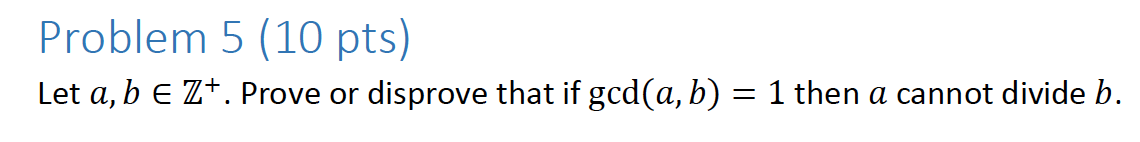 Problem 5 (10 pts)
Let a, b ∈ ℤ⁺. Prove or disprove that if gcd(a, b) = 1 then a cannot divide b.